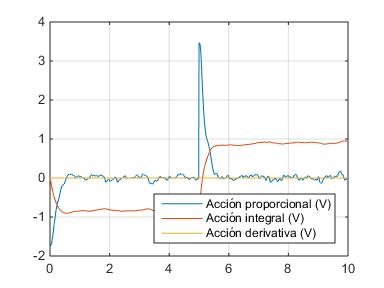 4
3
2
1
0
-1
-2
Acción proporcional (V)
Acción integral (V)
Acción derivativa (V)
0 2 4 6 8 10